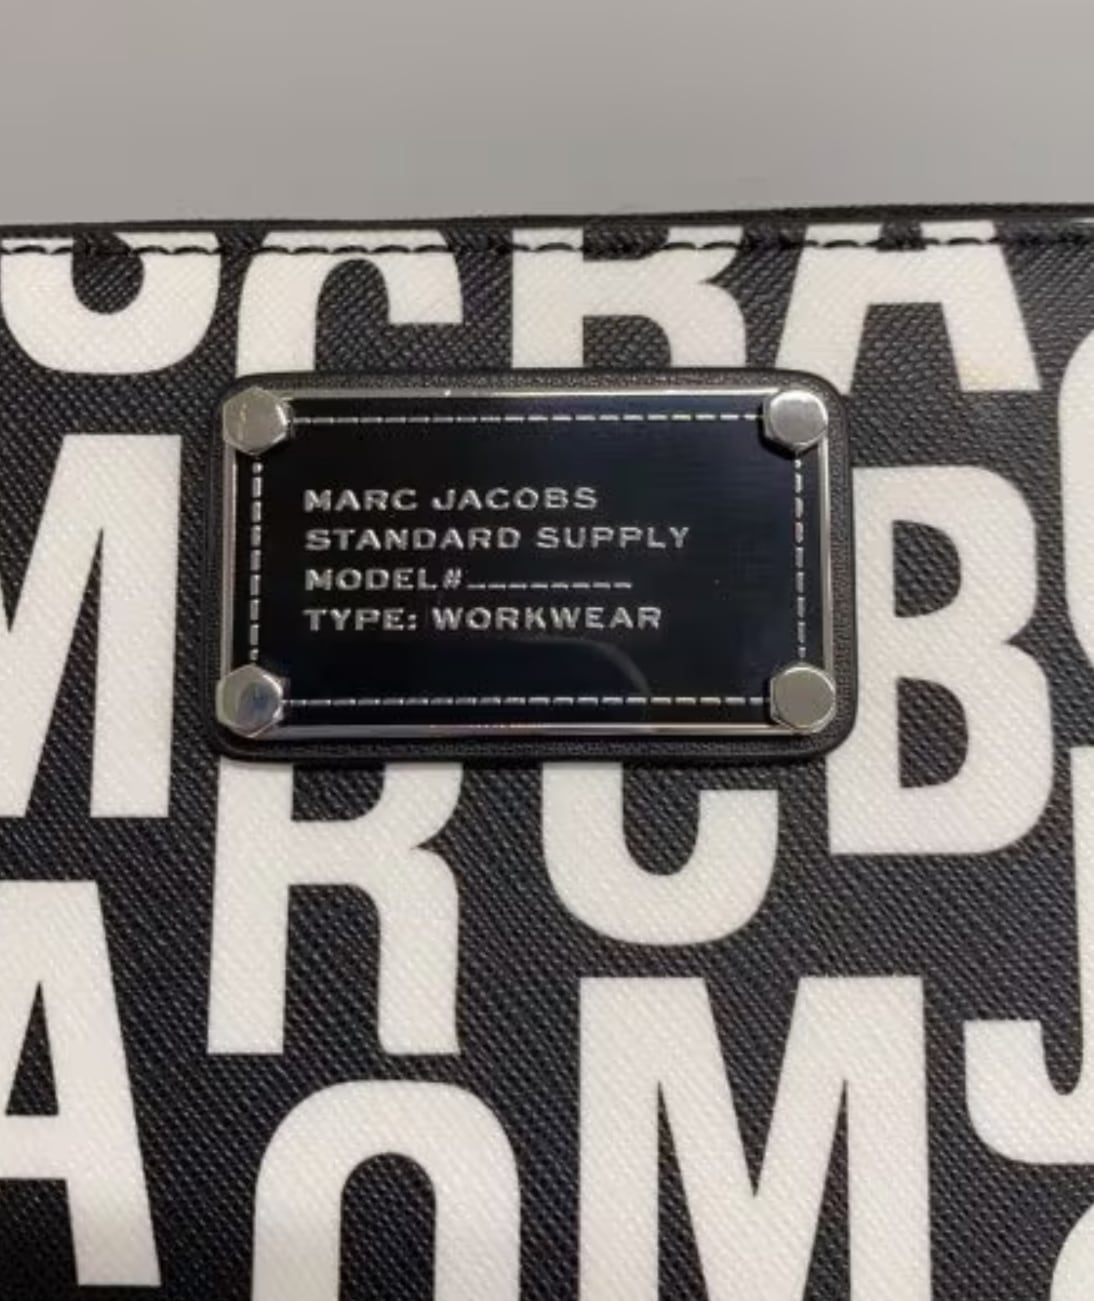 MARC JACOBS
STANDARD SUPPLY
MODEL#________
TYPE: WORKWEAR